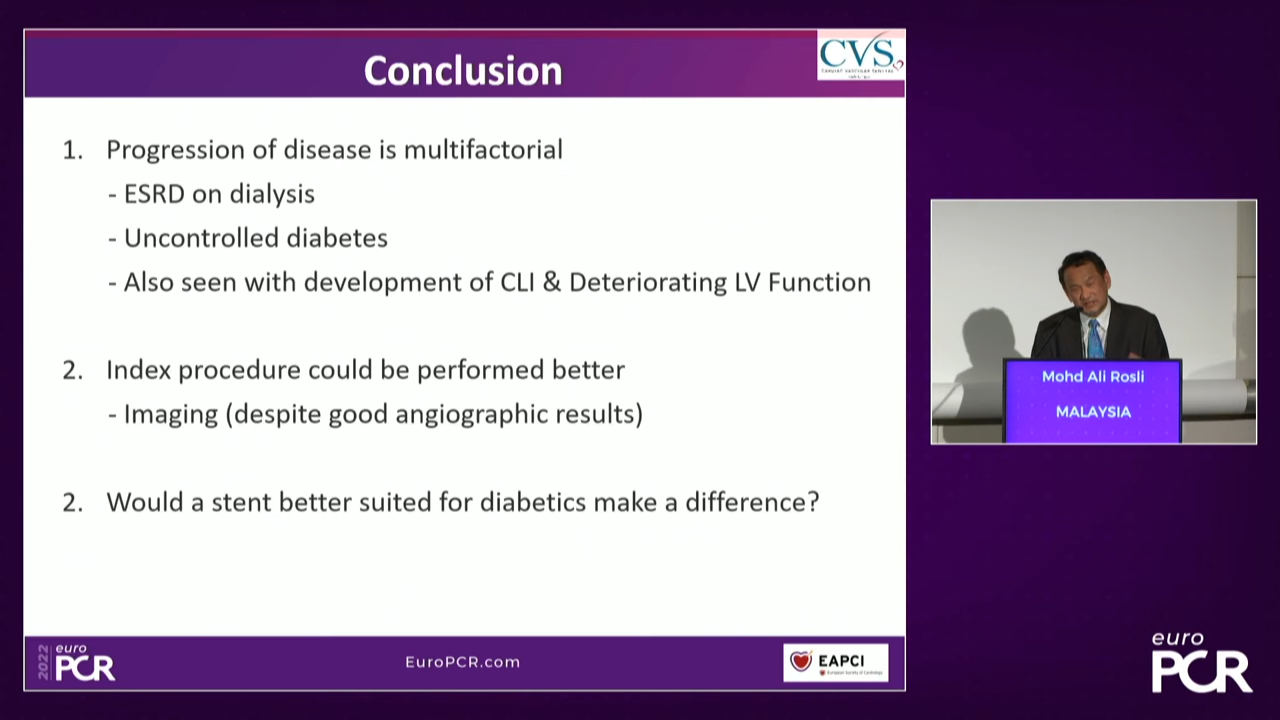 Conclusion
CVS
1. Progression of disease is multifactorial
- ESRD on dialysis
- Uncontrolled diabetes
- Also seen with development of CLI & Deteriorating LV Function
2. Index procedure could be performed better
- Imaging (despite good angiographic results)
2. Would a stent better suited for diabetics make a difference?
2022 euro
PCR
EuroPCR.com
EAPCI
Mohd Ali Rosli
MALAYSIA
euro
PCR